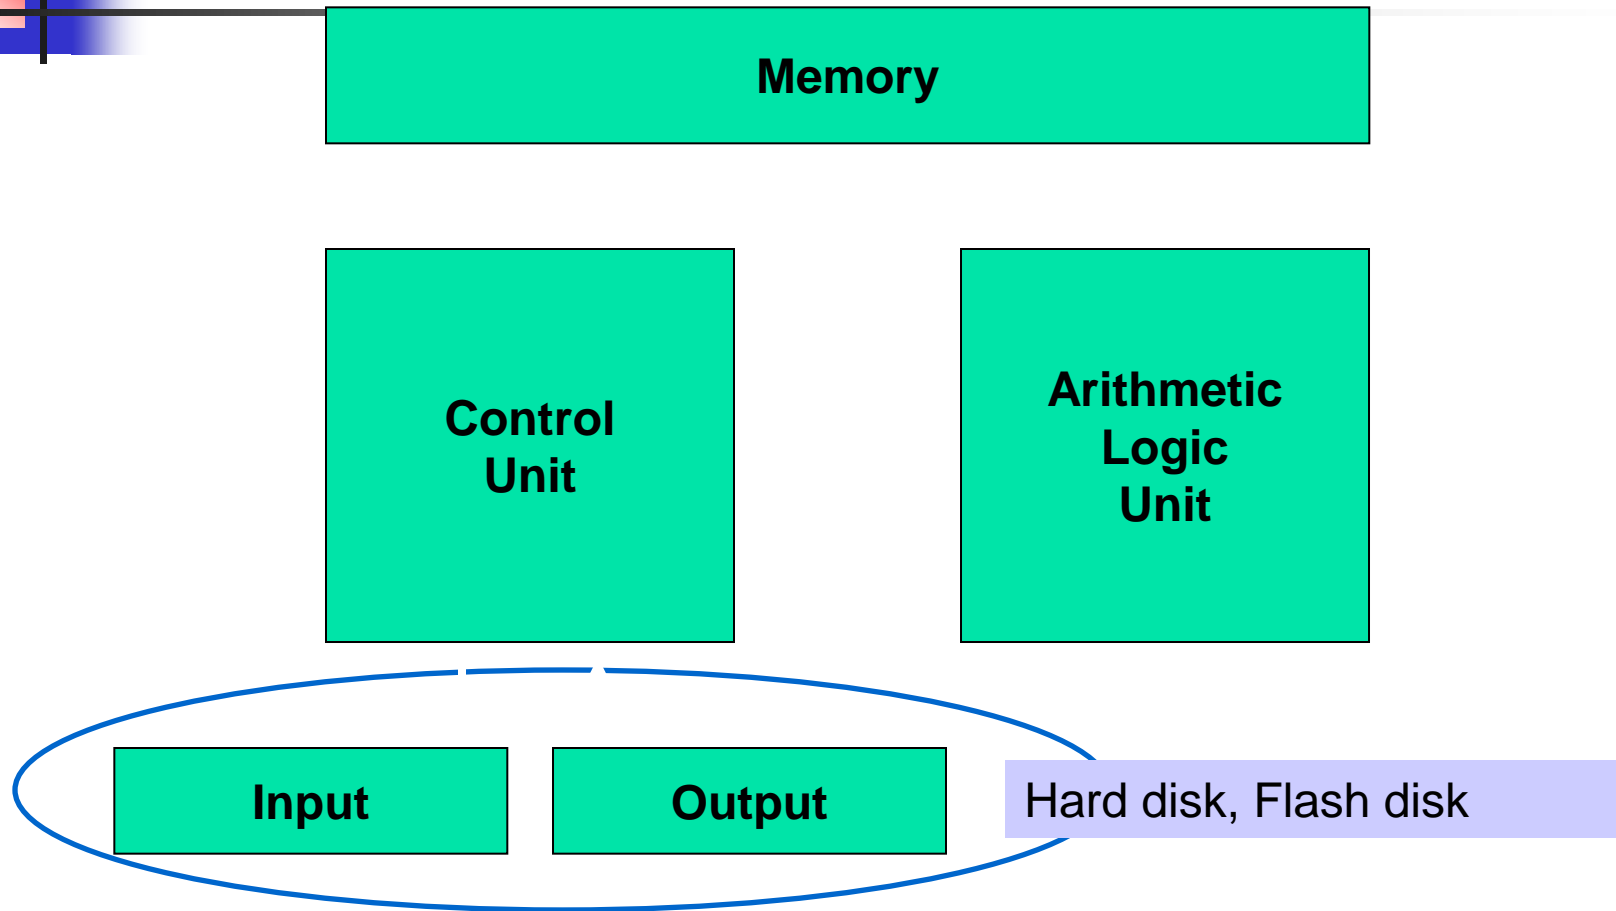 Memory
Control
Unit
Arithmetic
Logic
Unit
Input
Output
Hard disk, Flash disk